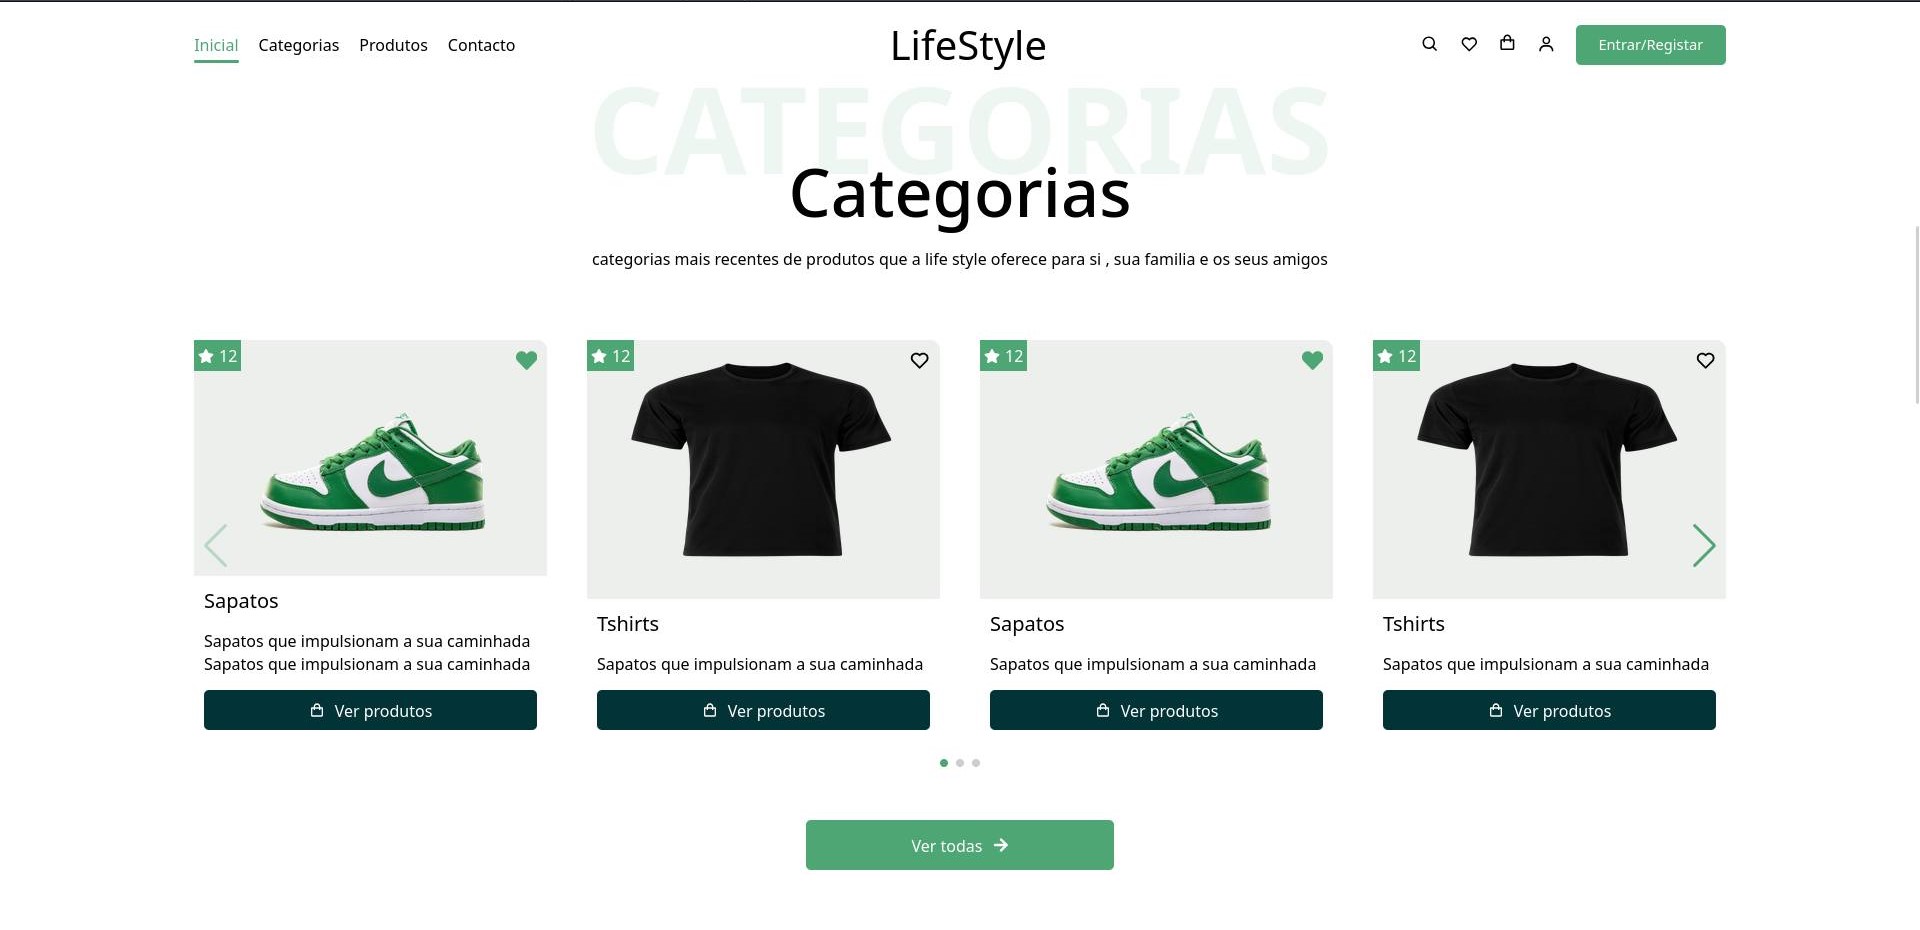 Inicial Categorias Produtos Contacto LifeStyle Entrar/Registar
CATEGORIAS
Categorias
categorias mais recentes de produtos que a life style oferece para si , sua familia e os seus amigos
12
Sapatos
Sapatos que impulsionam a sua caminhada
Sapatos que impulsionam a sua caminhada
Ver produtos
12
Tshirts
Sapatos que impulsionam a sua caminhada
Ver produtos
12
Sapatos
Sapatos que impulsionam a sua caminhada
Ver produtos
12
Tshirts
Sapatos que impulsionam a sua caminhada
Ver produtos
Ver todas